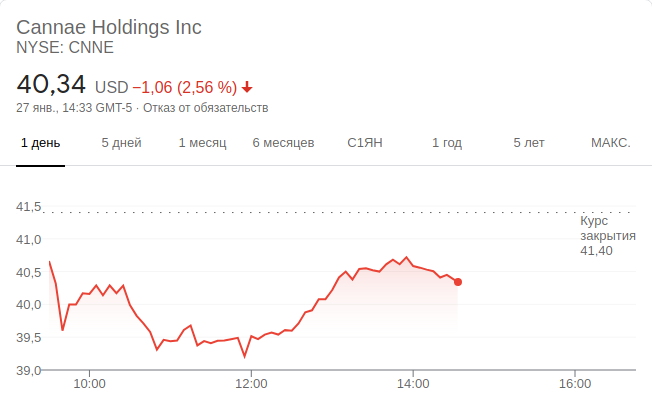 Cannae Holdings Inc
NYSE: CNNE
40,34 USD −1,06 (2,56 %)
27 янв., 14:33 GMT-5 · Отказ от обязательств
1 день 5 дней 1 месяц 6 месяцев С1ЯН 1 год 5 лет МАКС.
41,5
Курс
закрытия
41,40
41,0
40,5
40,0
39,5
39,0
10:00 12:00 14:00 16:00